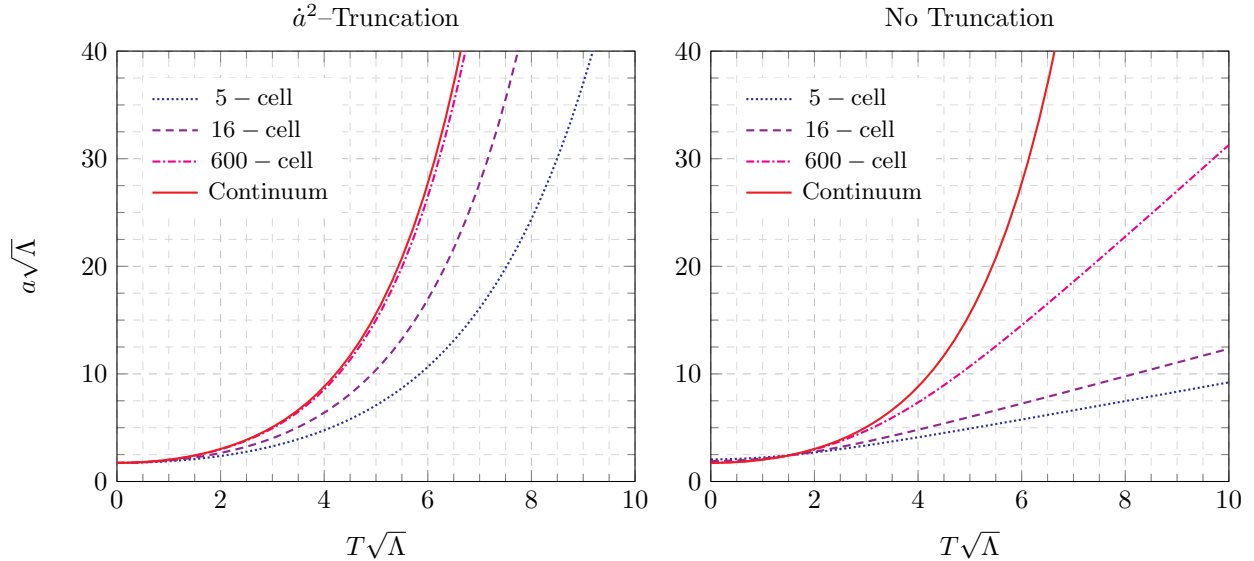 ȧ²–Truncation
40
30
20
10
0
0 2 4 6 8 10
a√Λ
T√Λ
5 – cell
16 – cell
600 – cell
Continuum
No Truncation
40
30
20
10
0
0 2 4 6 8 10
T√Λ
5 – cell
16 – cell
600 – cell
Continuum